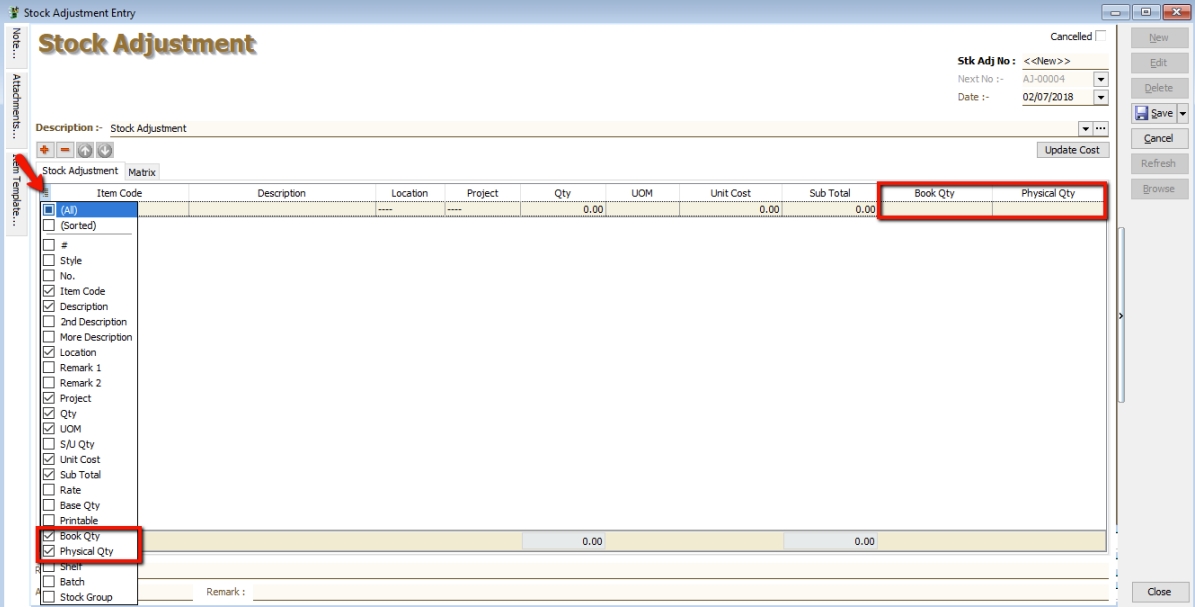 Stock Adjustment Entry
Note...
Attachments...
Item Template...
Stock Adjustment
Cancelled
Stk Adj No : <<New>>
Next No :- AJ-00004
Date :- 02/07/2018
Description :- Stock Adjustment
Update Cost
Stock Adjustment Matrix
Item Code Description Location Project Qty UOM Unit Cost Sub Total Book Qty Physical Qty
---- ---- 0.00 0.00 0.00
(All)
(Sorted)
#
Style
No.
Item Code
Description
2nd Description
More Description
Location
Remark 1
Remark 2
Project
Qty
UOM
S/U Qty
Unit Cost
Sub Total
Rate
Base Qty
Printable
Book Qty
Physical Qty
Shelf
Batch
Stock Group
0.00 0.00
Remark :
New
Edit
Delete
Save
Cancel
Refresh
Browse
Close